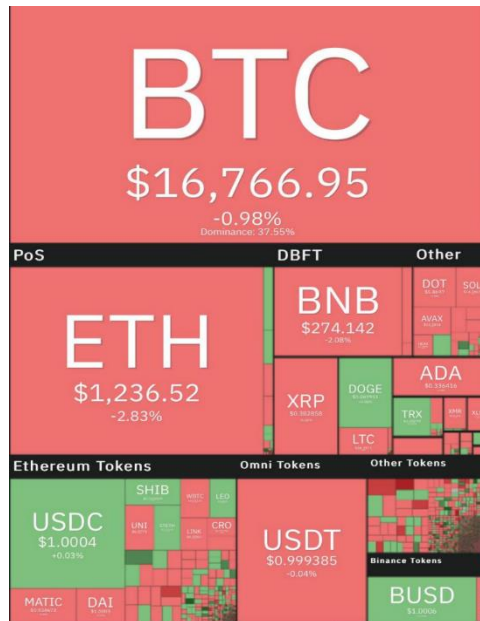 BTC
$16,766.95
-0.98%
Dominance: 37.55%
PoS
DBFT
Other
ETH
$1,236.52
-2.83%
BNB
$274.142
-2.08%
DOT
SOL
AVAX
XRP
DOGE
LTC
ADA
TRX
XMR
Ethereum Tokens
Omni Tokens
Other Tokens
USDC
$1.0004
+0.03%
SHIB
WBTC
LEO
UNI
LINK
CRO
MATIC
DAI
USDT
$0.999385
-0.04%
Binance Tokens
BUSD
$1.0006